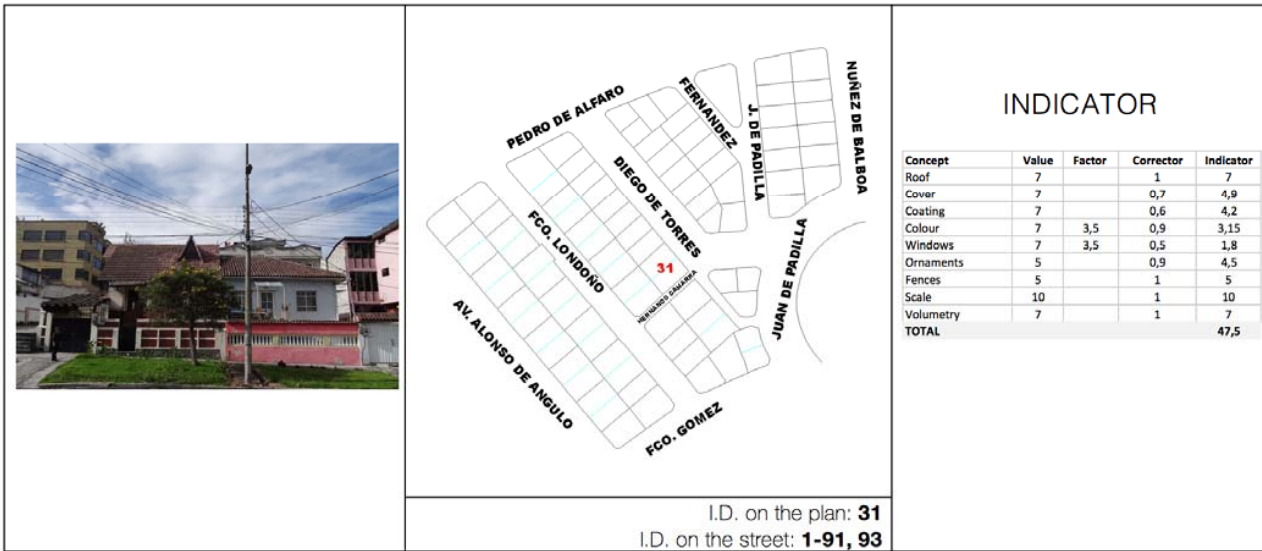 PEDRO DE ALFARO
FERNANDEZ
J. DE PADILLA
NUÑEZ DE BALBOA
DIEGO DE TORRES
FCO. LONDOÑO
31
HERNANDO GAMARRA
JUAN DE PADILLA
AV. ALONSO DE ANGULO
FCO. GOMEZ
I.D. on the plan: 31
I.D. on the street: 1-91, 93
INDICATOR
Concept Value Factor Corrector Indicator
Roof 7 1 7
Cover 7 0,7 4,9
Coating 7 0,6 4,2
Colour 7 3,5 0,9 3,15
Windows 7 3,5 0,5 1,8
Ornaments 5 0,9 4,5
Fences 5 1 5
Scale 10 1 10
Volumetry 7 1 7
TOTAL 47,5